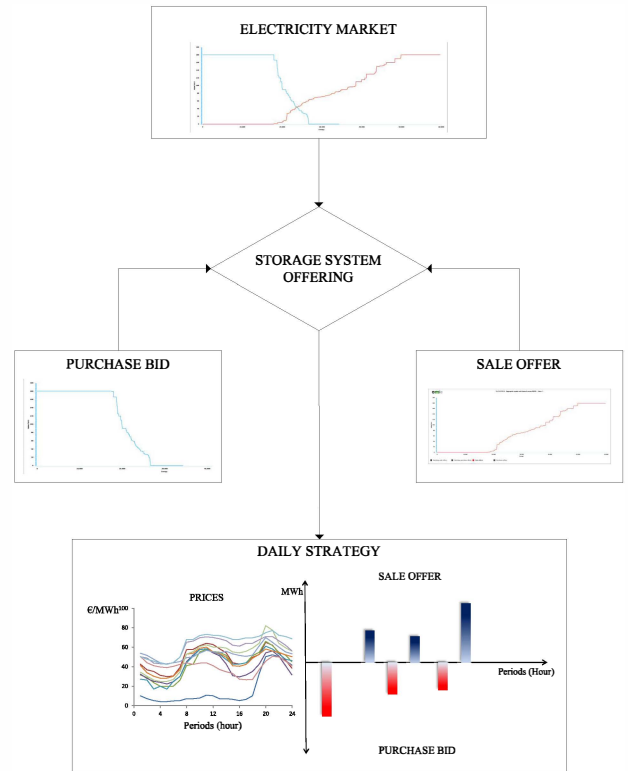 ELECTRICITY MARKET
STORAGE SYSTEM
OFFERING
PURCHASE BID
SALE OFFER
DAILY STRATEGY
PRICES
€/MWh
100
80
60
40
20
0
0 4 8 12 16 20 24
Periods (hour)
SALE OFFER
MWh
Periods (Hour)
PURCHASE BID